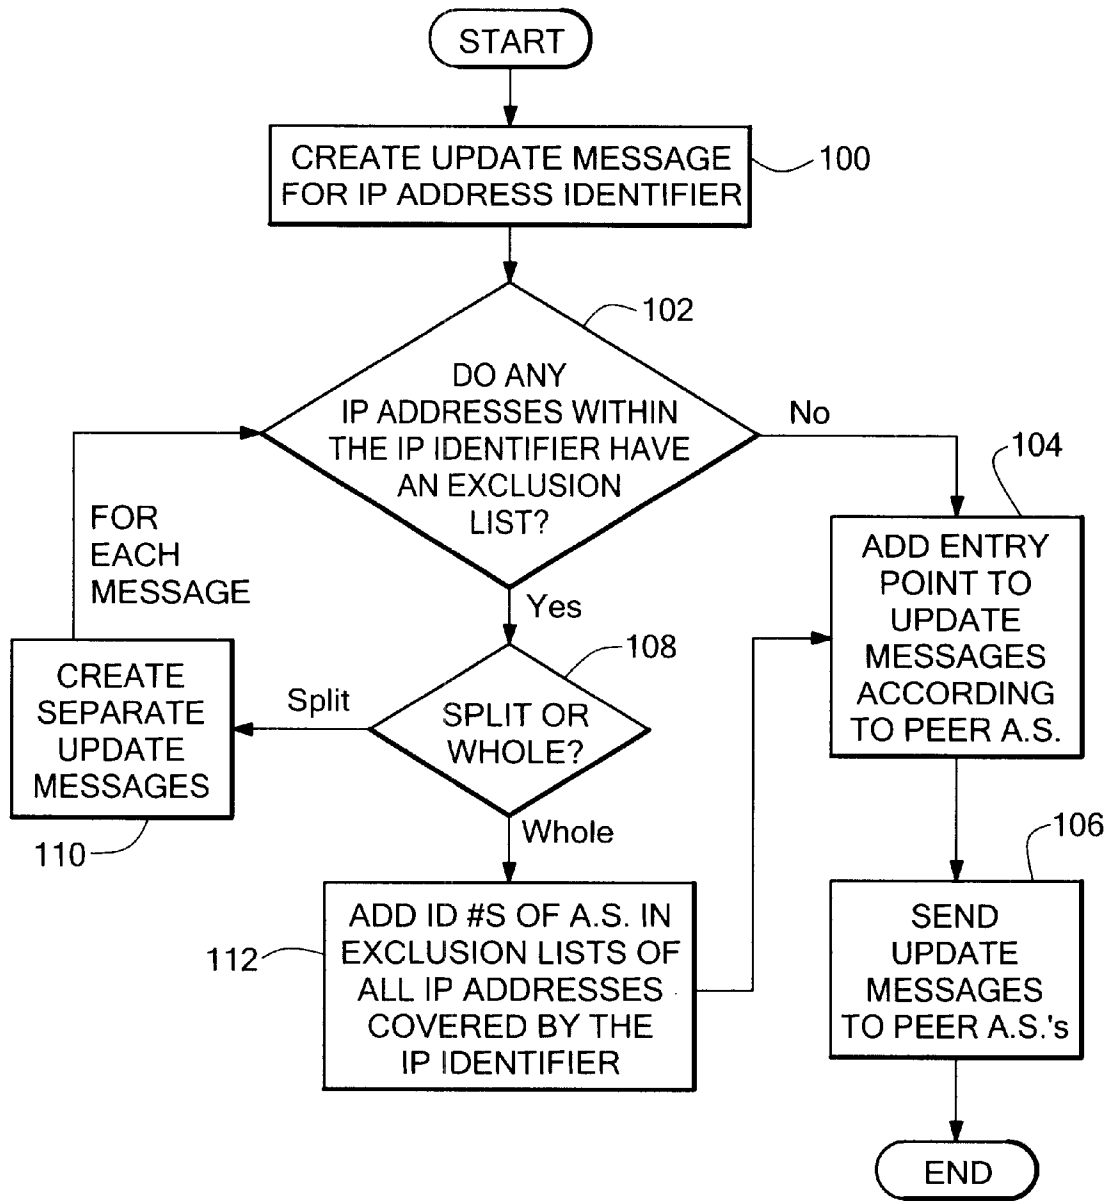 START
CREATE UPDATE MESSAGE
FOR IP ADDRESS IDENTIFIER
100
102
DO ANY
IP ADDRESSES WITHIN
THE IP IDENTIFIER HAVE
AN EXCLUSION
LIST?
No
104
FOR
EACH
MESSAGE
ADD ENTRY
POINT TO
UPDATE
MESSAGES
ACCORDING
TO PEER A.S.
Yes
108
SPLIT OR
WHOLE?
Split
CREATE
SEPARATE
UPDATE
MESSAGES
110
Whole
106
ADD ID #S OF A.S. IN
EXCLUSION LISTS OF
ALL IP ADDRESSES
COVERED BY THE
IP IDENTIFIER
112
SEND
UPDATE
MESSAGES
TO PEER A.S.'s
END